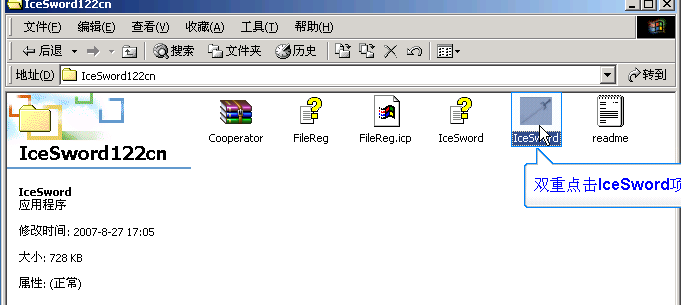 IceSword122cn
文件(F) 编辑(E) 查看(V) 收藏(A) 工具(T) 帮助(H)
后退 搜索 文件夹 历史
地址(D) IceSword122cn 转到
Cooperator FileReg FileReg.icp IceSword IceSword readme
IceSword122cn
双重点击IceSword项
IceSword
应用程序
修改时间: 2007-8-27 17:05
大小: 728 KB
属性: (正常)